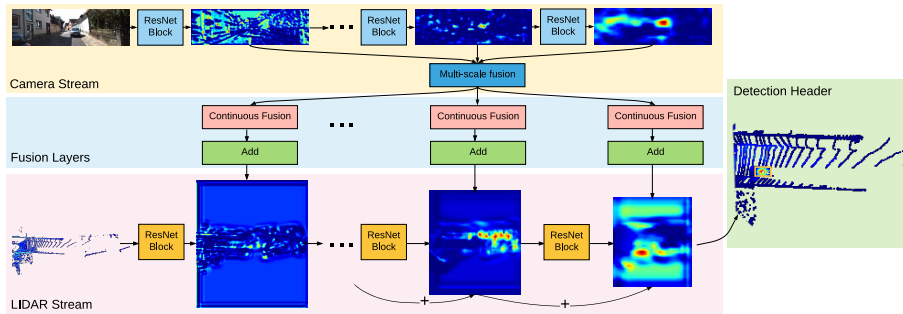 ResNet
Block
ResNet
Block
ResNet
Block
Camera Stream
Multi-scale fusion
Detection Header
Continuous Fusion
Continuous Fusion
Continuous Fusion
Add
Add
Add
Fusion Layers
ResNet
Block
ResNet
Block
ResNet
Block
+
+
LIDAR Stream